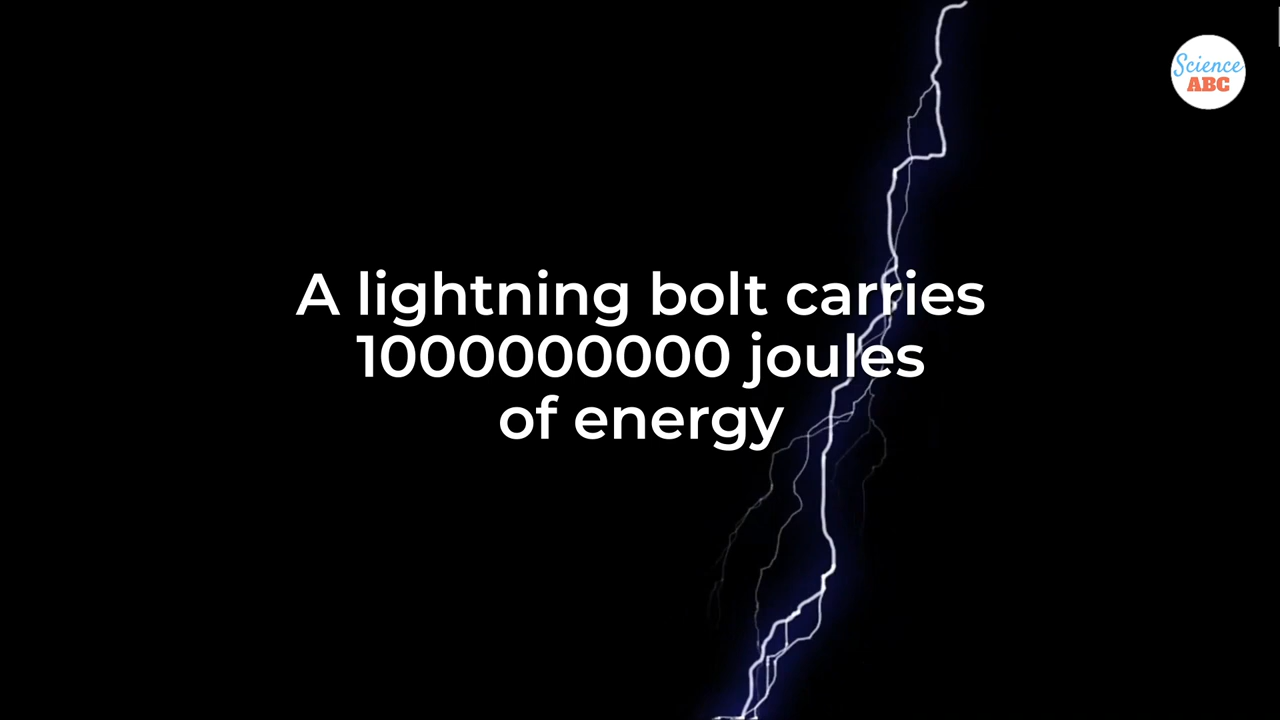 Science
ABC
A lightning bolt carries
1000000000 joules
of energy